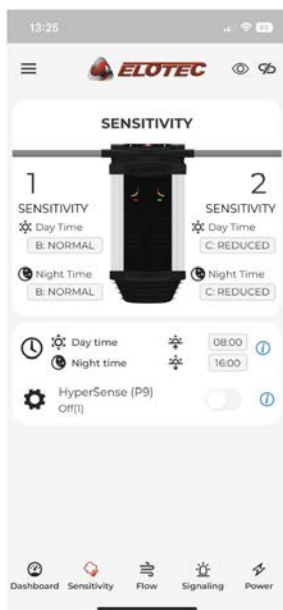 13:25
ELOTEC
SENSITIVITY
1
2
SENSITIVITY
SENSITIVITY
Day Time
Day Time
B: NORMAL
C: REDUCED
Night Time
Night Time
B: NORMAL
C: REDUCED
Day time
08:00
Night time
16:00
HyperSense (P9)
Off(1)
Dashboard
Sensitivity
Flow
Signaling
Power